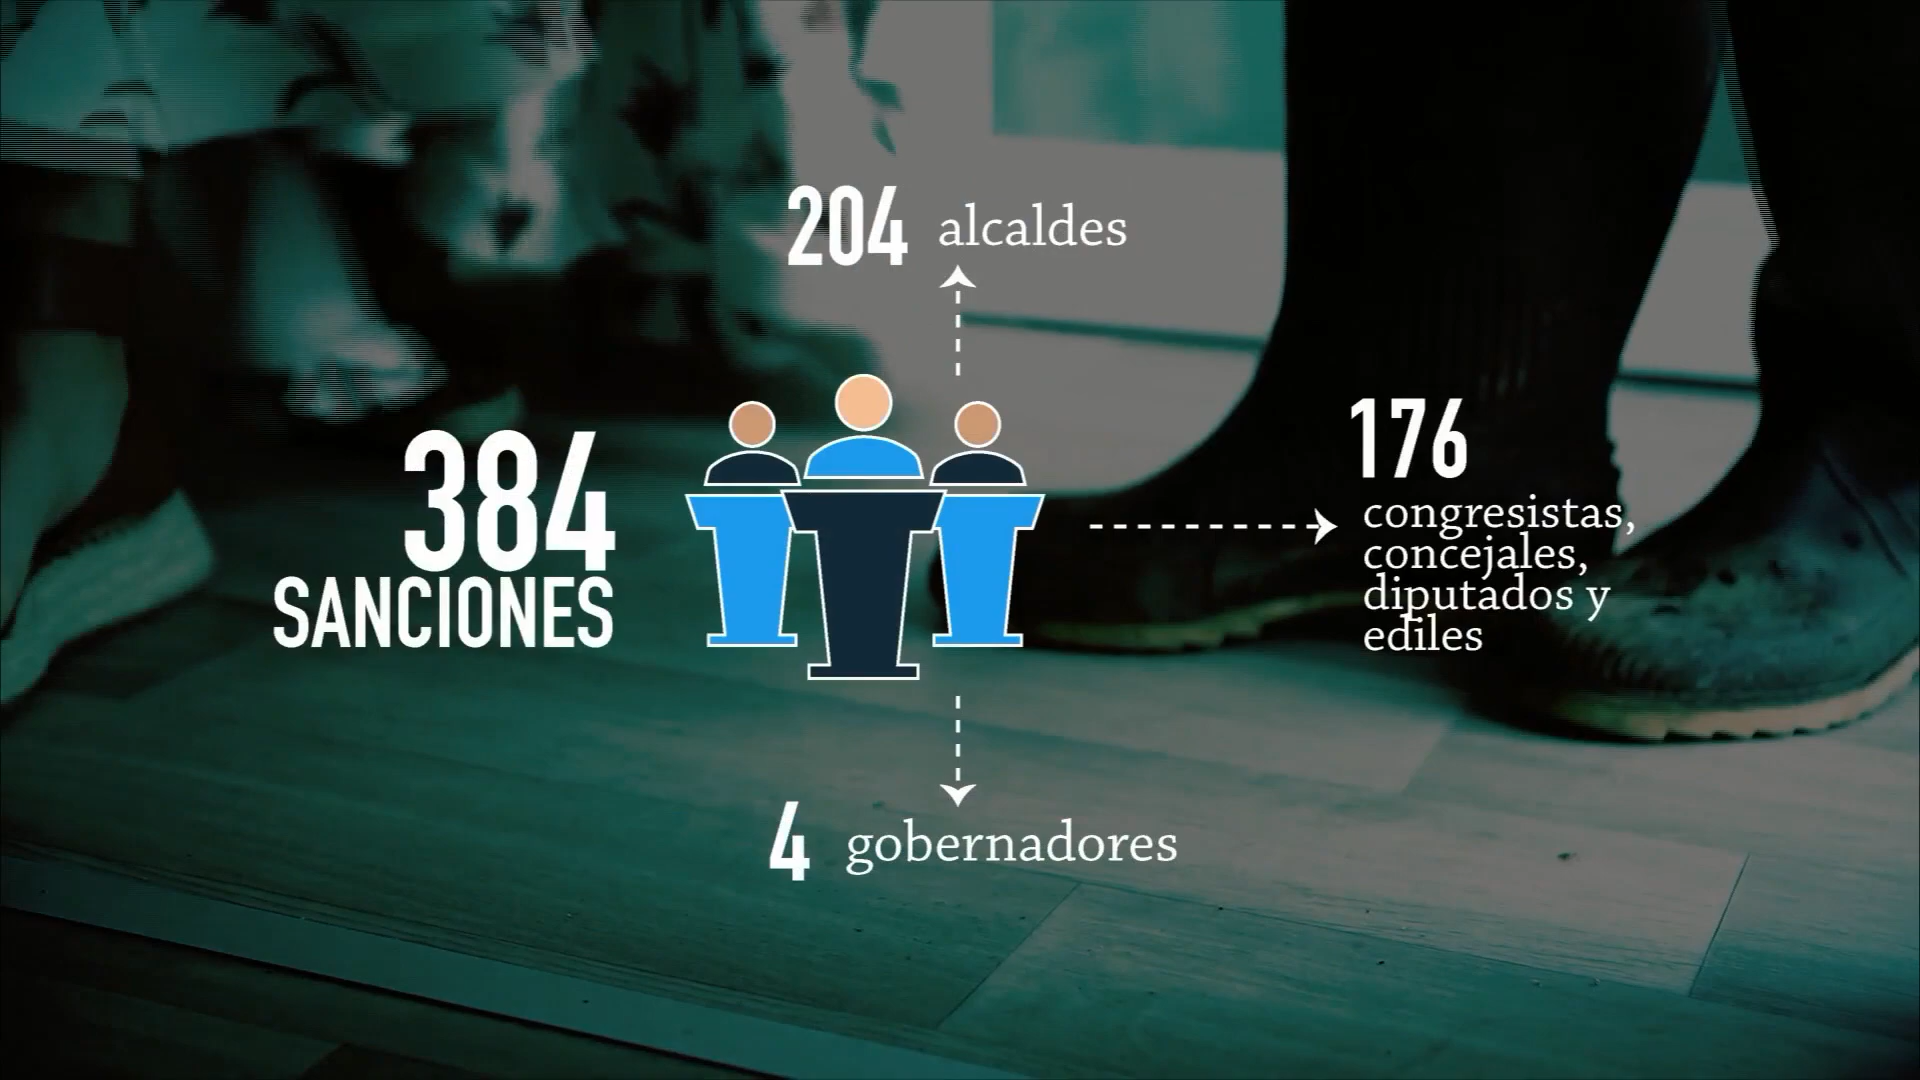 204 alcaldes
384
SANCIONES
176
congresistas,
concejales,
diputados y
ediles
4 gobernadores